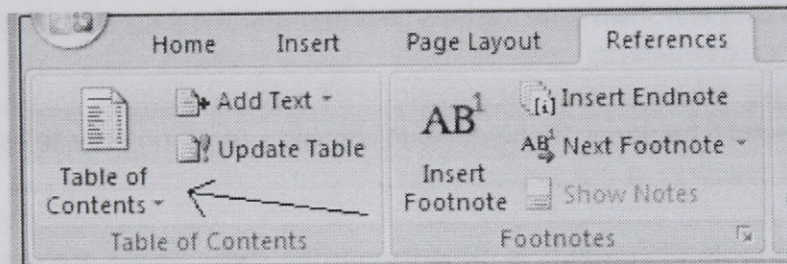 Home Insert Page Layout References
Add Text
Update Table
Table of
Contents
Table of Contents
AB1
Insert
Footnote
[i] Insert Endnote
AB1 Next Footnote
Show Notes
Footnotes